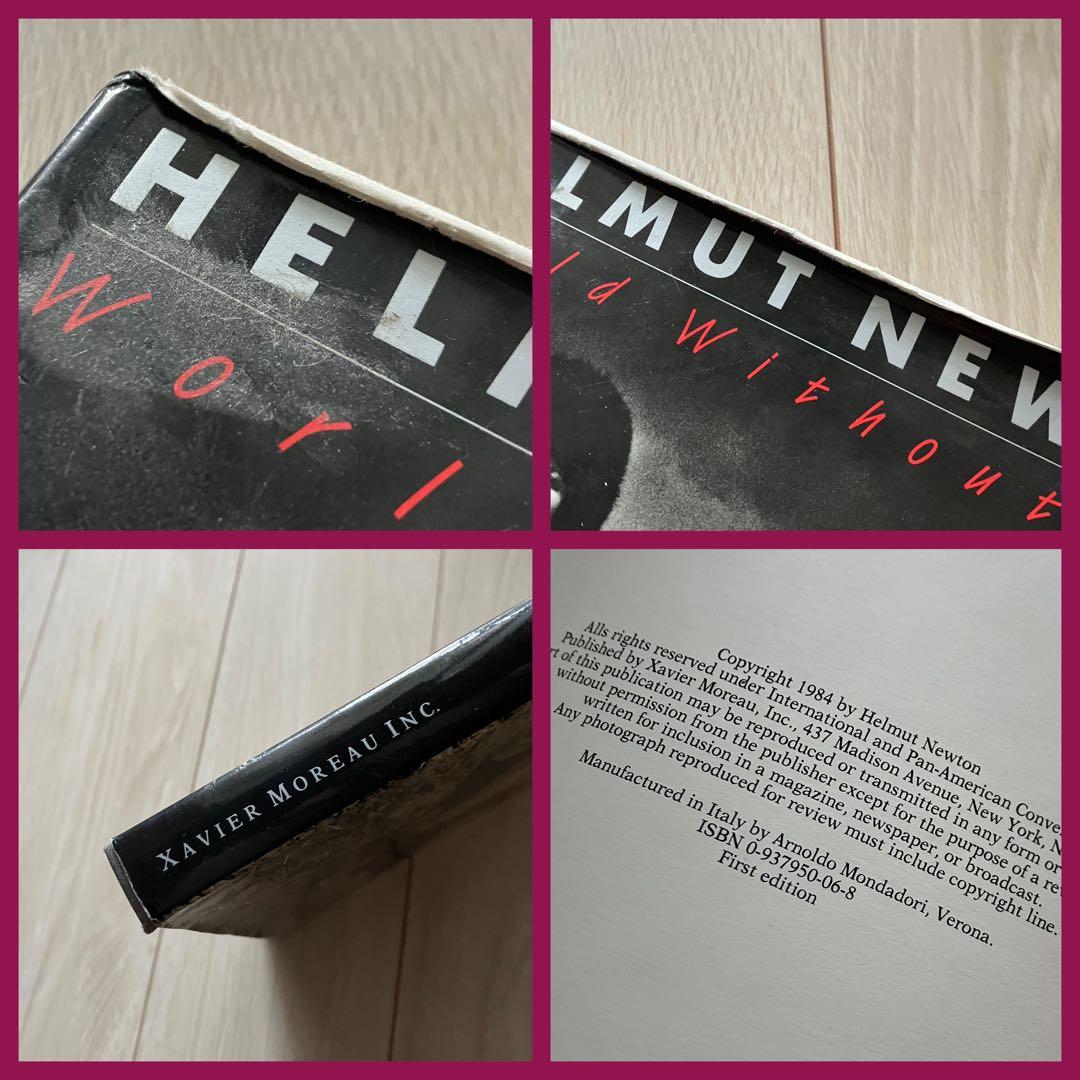 HEL
Worl
LMUT NEW
ld Without
XAVIER MOREAU INC.
Copyright 1984 by Helmut Newton
Alls rights reserved under International and Pan-American Conve
Published by Xavier Moreau, Inc., 437 Madison Avenue, New York, N
rt of this publication may be reproduced or transmitted in any form or
without permission from the publisher except for the purpose of a re
written for inclusion in a magazine, newspaper, or broadcast.
Any photograph reproduced for review must include copyright line.
Manufactured in Italy by Arnoldo Mondadori, Verona.
ISBN 0-937950-06-8
First edition